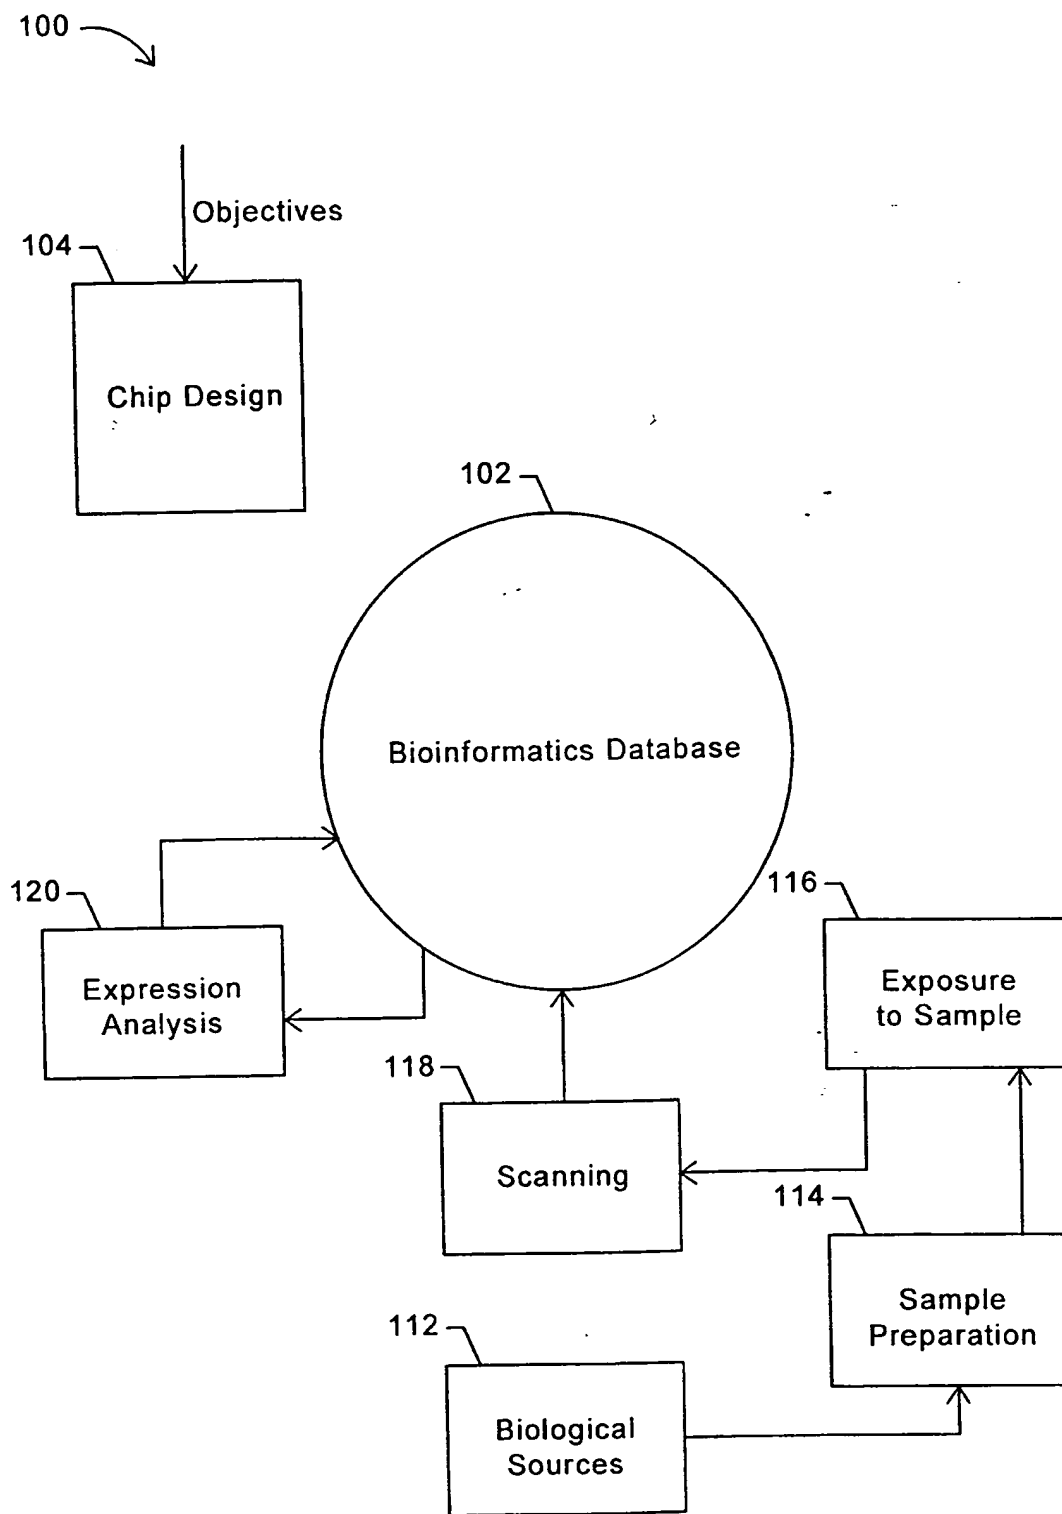 100
Objectives
104
Chip Design
102
Bioinformatics Database
120
116
Expression
Analysis
Exposure
to Sample
118
Scanning
114
Sample
Preparation
112
Biological
Sources